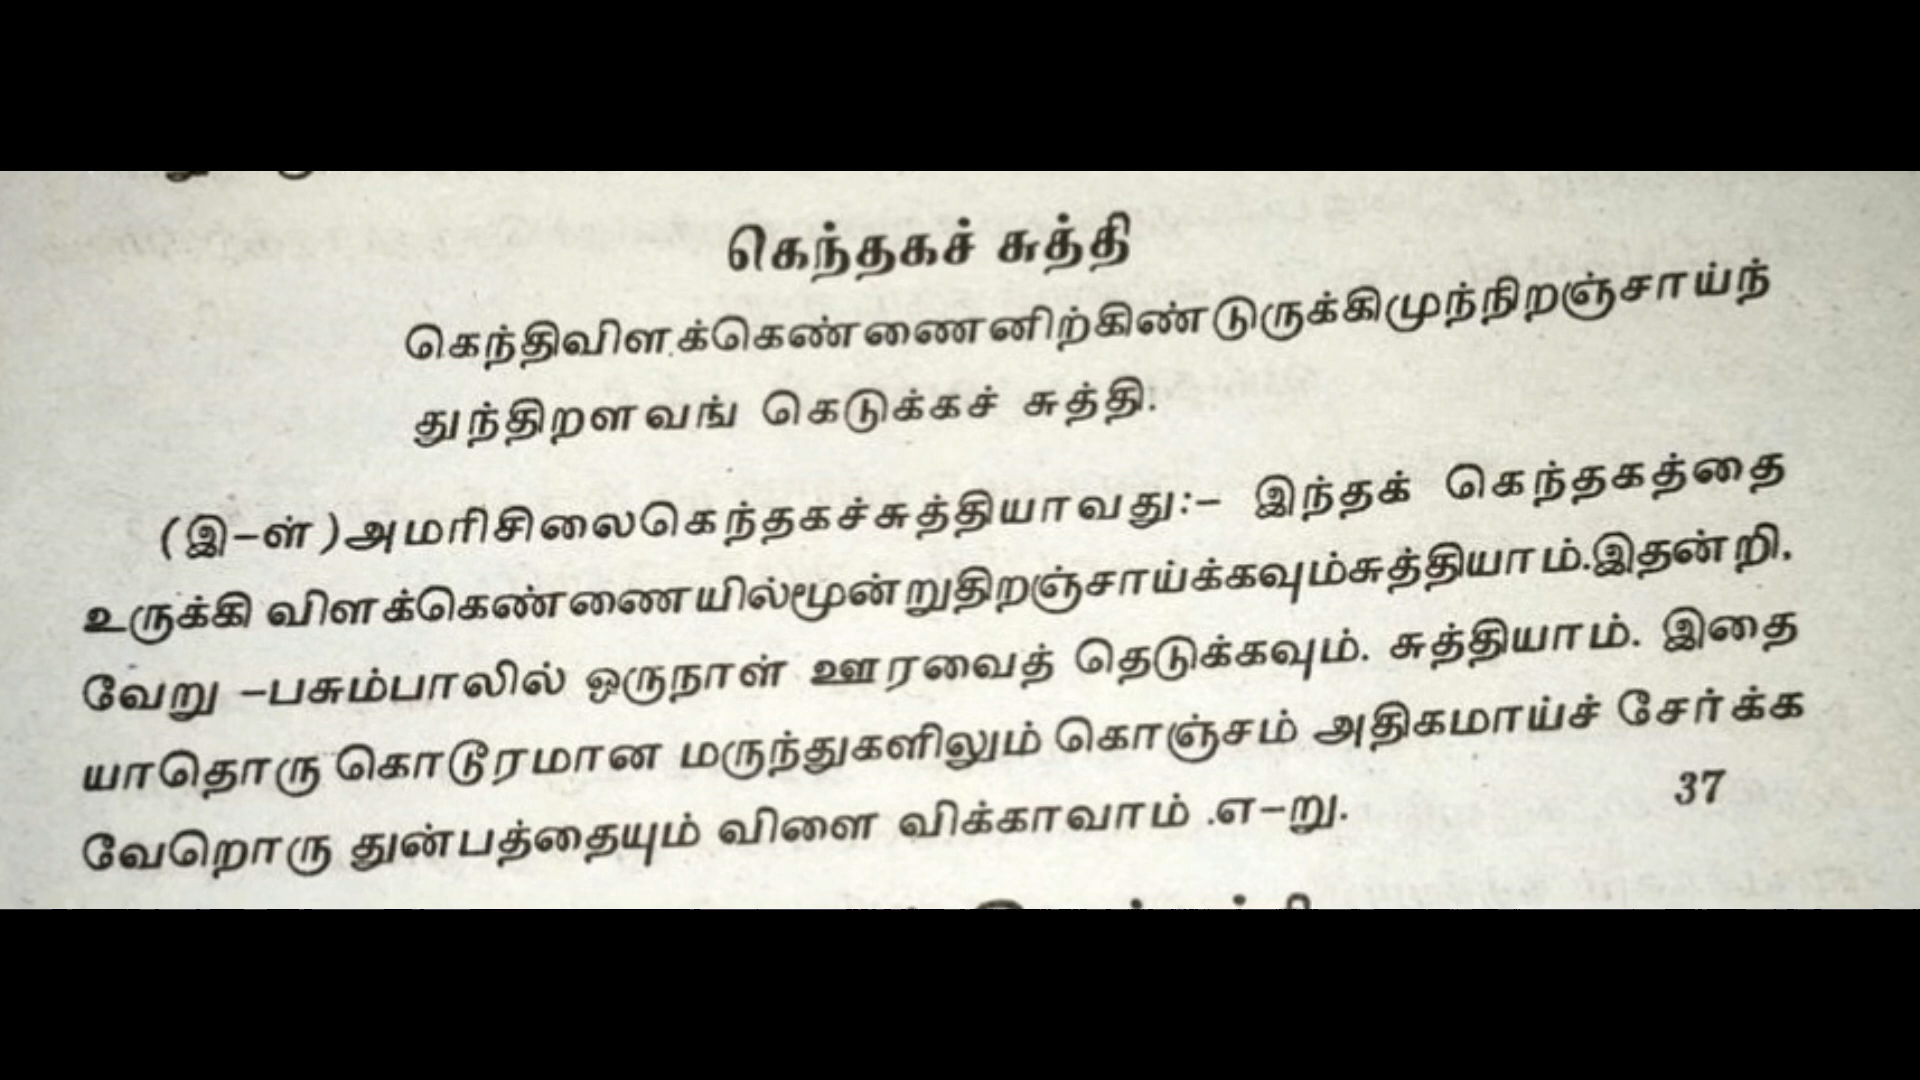 கெந்தகச் சுத்தி
கெந்திவிளக்கெண்ணைனிற்கிண்டுருக்கிமுந்நிறஞ்சாய்ந்
துந்திறளவங் கெடுக்கச் சுத்தி.
(இ-ள்)அமரிசிலைகெந்தகச்சுத்தியாவது:- இந்தக் கெந்தகத்தை
உருக்கி விளக்கெண்ணையில்மூன்றுதிறஞ்சாய்க்கவும்சுத்தியாம்.இதன்றி,
வேறு -பசும்பாலில் ஒருநாள் ஊரவைத் தெடுக்கவும். சுத்தியாம். இதை
யாதொரு கொடூரமான மருந்துகளிலும் கொஞ்சம் அதிகமாய்ச் சேர்க்க
வேறொரு துன்பத்தையும் விளை விக்காவாம் .எ-று. 37